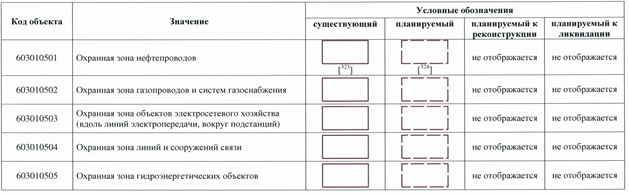 Код объекта
Значение
Условные обозначения
существующий
планируемый
планируемый к реконструкции
планируемый к ликвидации
603010501
Охранная зона нефтепроводов
[323]
[324]
не отображается
не отображается
603010502
Охранная зона газопроводов и систем газоснабжения
не отображается
не отображается
603010503
Охранная зона объектов электросетевого хозяйства
(вдоль линий электропередачи, вокруг подстанций)
не отображается
не отображается
603010504
Охранная зона линий и сооружений связи
не отображается
не отображается
603010505
Охранная зона гидроэнергетических объектов
не отображается
не отображается